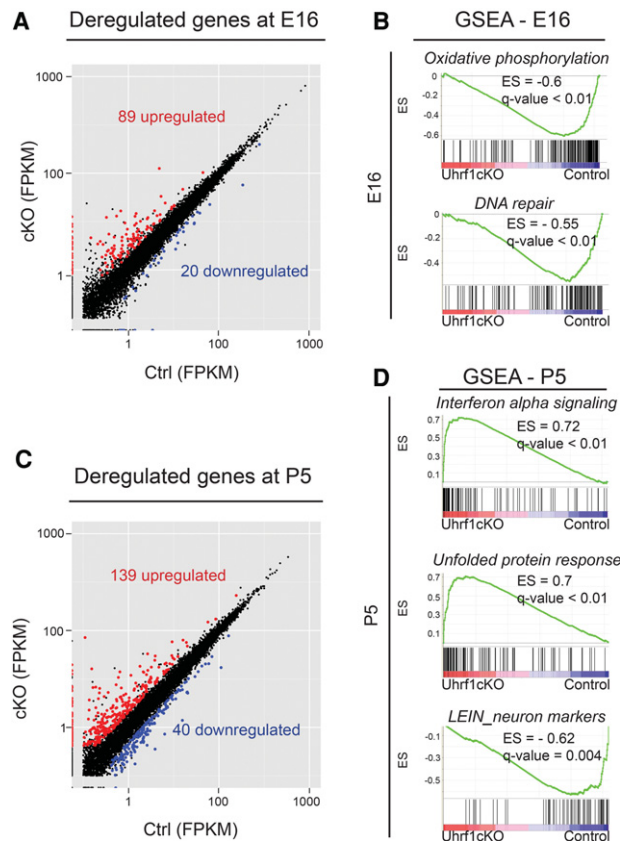 A
Deregulated genes at E16
1000
100
1
89 upregulated
20 downregulated
cKO (FPKM)
1
100
1000
Ctrl (FPKM)
B
GSEA - E16
E16
Oxidative phosphorylation
ES = -0.6
q-value < 0.01
ES
0
-0.2
-0.4
-0.6
Uhrf1cKO
Control
DNA repair
ES = - 0.55
q-value < 0.01
ES
0
-0.4
Uhrf1cKO
Control
C
Deregulated genes at P5
1000
100
1
139 upregulated
40 downregulated
cKO (FPKM)
1
100
1000
Ctrl (FPKM)
D
GSEA - P5
P5
Interferon alpha signaling
ES = 0.72
q-value < 0.01
ES
0.7
0.5
0.3
0.1
Uhrf1cKO
Control
Unfolded protein response
ES = 0.7
q-value < 0.01
ES
0.7
0.5
0.3
0.1
Uhrf1cKO
Control
LEIN_neuron markers
ES = - 0.62
q-value = 0.004
ES
-0.1
-0.3
-0.5
Uhrf1cKO
Control